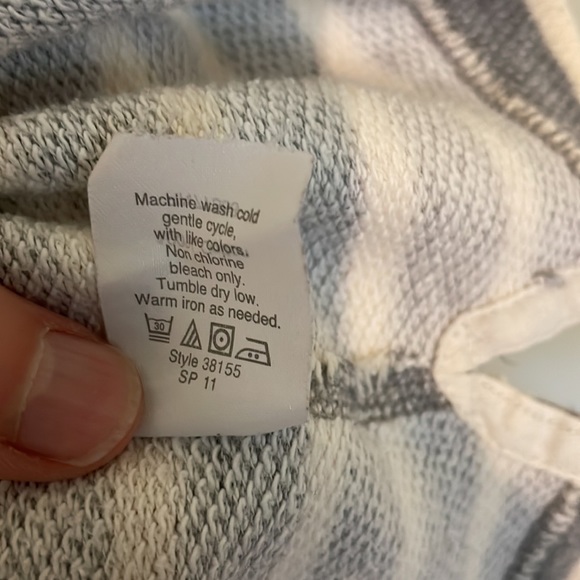 Machine wash cold
gentle cycle,
with like colors.
Non chlorine
bleach only.
Tumble dry low.
Warm iron as needed.
30
Style 38155
SP 11